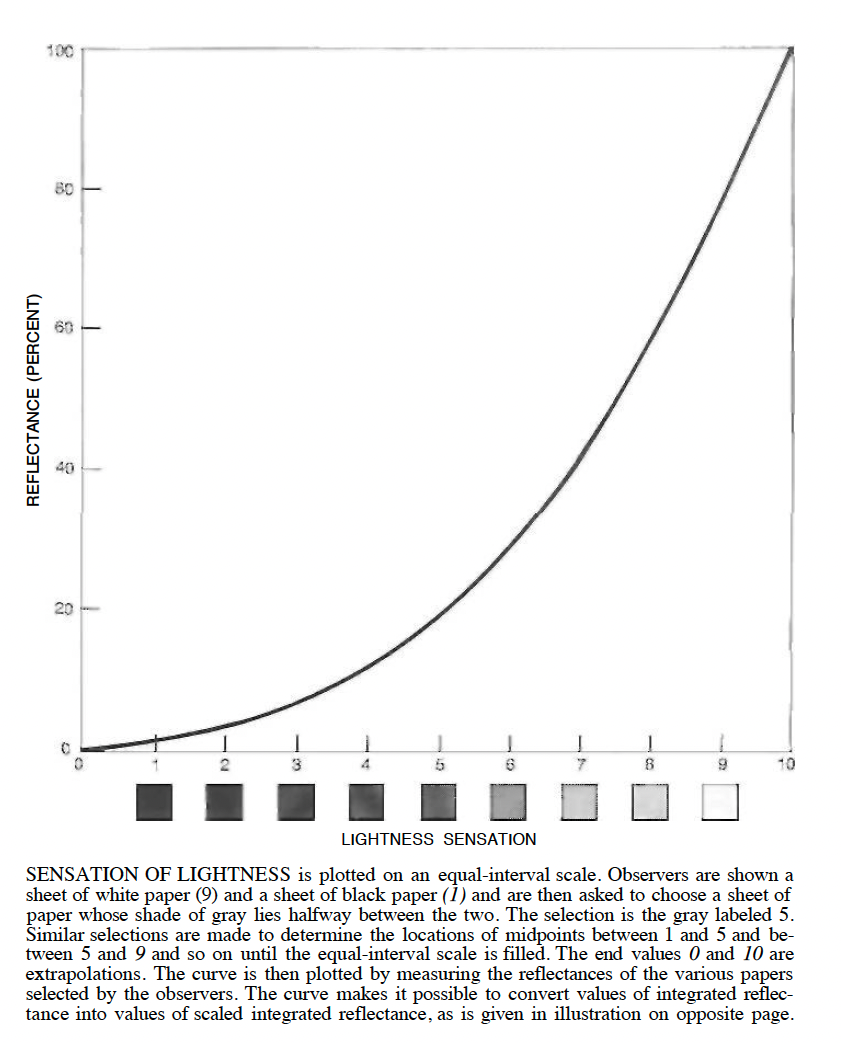 100
80
60
40
20
0
REFLECTANCE (PERCENT)
0 1 2 3 4 5 6 7 8 9 10
LIGHTNESS SENSATION
SENSATION OF LIGHTNESS is plotted on an equal-interval scale. Observers are shown a
sheet of white paper (9) and a sheet of black paper (1) and are then asked to choose a sheet of
paper whose shade of gray lies halfway between the two. The selection is the gray labeled 5.
Similar selections are made to determine the locations of midpoints between 1 and 5 and be-
tween 5 and 9 and so on until the equal-interval scale is filled. The end values 0 and 10 are
extrapolations. The curve is then plotted by measuring the reflectances of the various papers
selected by the observers. The curve makes it possible to convert values of integrated reflec-
tance into values of scaled integrated reflectance, as is given in illustration on opposite page.